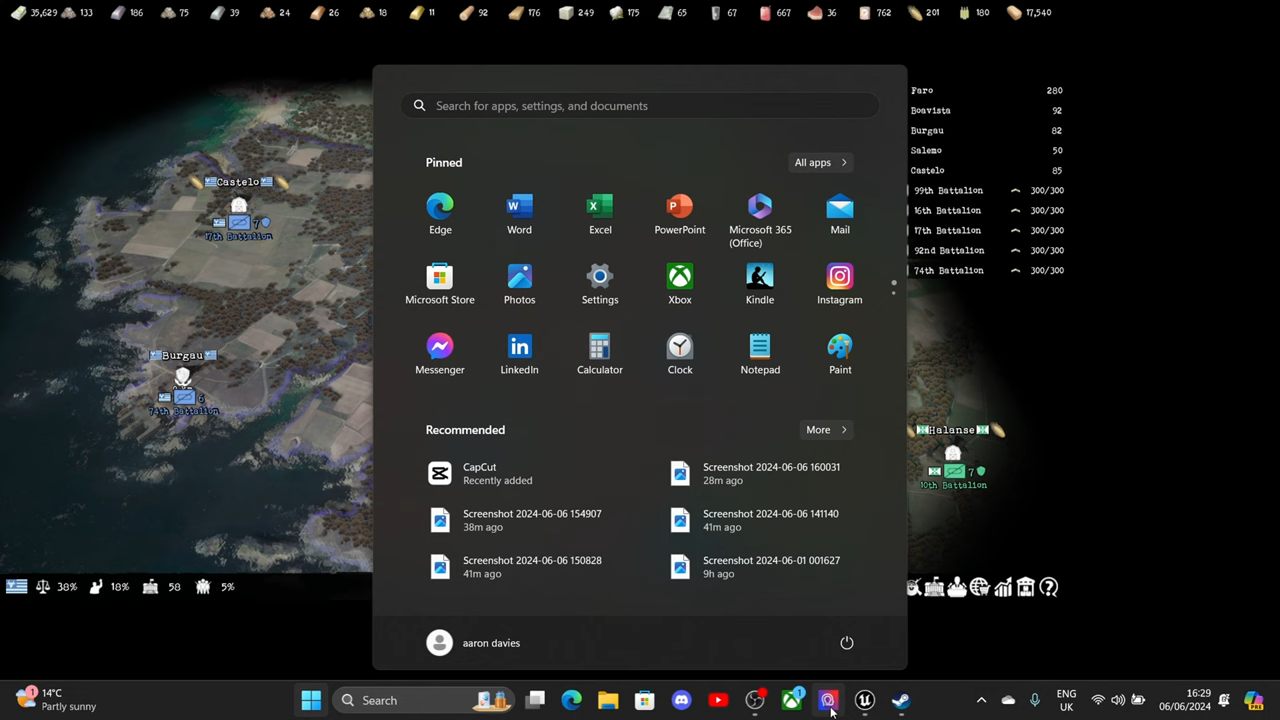 35,629 133 186 75 39 24 26 18 11 92 176 249 175 65 67 667 36 762 201 180 17,540
Search for apps, settings, and documents
Pinned
All apps
Edge
Word
Excel
PowerPoint
Microsoft 365
(Office)
Mail
Microsoft Store
Photos
Settings
Xbox
Kindle
Instagram
Messenger
LinkedIn
Calculator
Clock
Notepad
Paint
Recommended
More
CapCut
Recently added
Screenshot 2024-06-06 160031
28m ago
Screenshot 2024-06-06 154907
38m ago
Screenshot 2024-06-06 141140
41m ago
Screenshot 2024-06-06 150828
41m ago
Screenshot 2024-06-01 001627
9h ago
aaron davies
Castelo
7
17th Battalion
Burgau
6
74th Battalion
Faro 280
Boavista 92
Burgau 82
Salemo 50
Castelo 85
99th Battalion 300/300
16th Battalion 300/300
17th Battalion 300/300
92nd Battalion 300/300
74th Battalion 300/300
Halanse
7
10th Battalion
38% 18% 58 5%
1
14°C
Partly sunny
Search
1
ENG
UK
16:29
06/06/2024
PRE